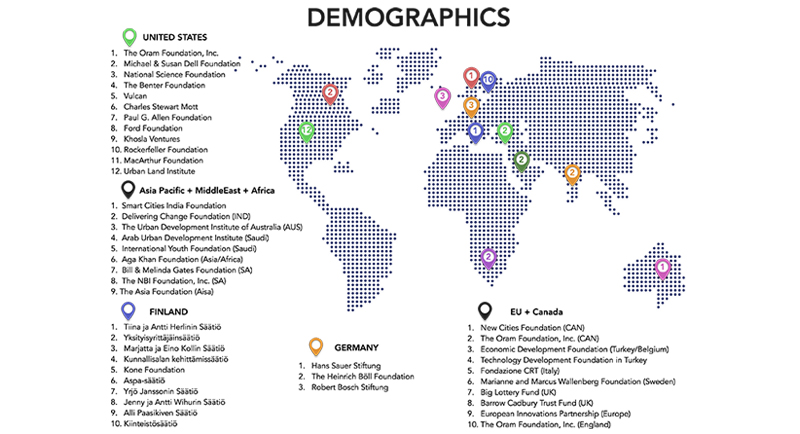 DEMOGRAPHICS
UNITED STATES
1. The Oram Foundation, Inc.
2. Michael & Susan Dell Foundation
3. National Science Foundation
4. The Benter Foundation
5. Vulcan
6. Charles Stewart Mott
7. Paul G. Allen Foundation
8. Ford Foundation
9. Khosla Ventures
10. Rockerfeller Foundation
11. MacArthur Foundation
12. Urban Land Institute
Asia Pacific + MiddleEast + Africa
1. Smart Cities India Foundation
2. Delivering Change Foundation (IND)
3. The Urban Development Institute of Australia (AUS)
4. Arab Urban Development Institute (Saudi)
5. International Youth Foundation (Saudi)
6. Aga Khan Foundation (Asia/Africa)
7. Bill & Melinda Gates Foundation (SA)
8. The NBI Foundation, Inc. (SA)
9. The Asia Foundation (Aisa)
FINLAND
1. Tiina ja Antti Herlinin Säätiö
2. Yksityisyrittäjäinsäätiö
3. Marjatta ja Eino Kollin Säätiö
4. Kunnallisalan kehittämissäätiö
5. Kone Foundation
6. Aspa-säätiö
7. Yrjö Janssonin Säätiö
8. Jenny ja Antti Wihurin Säätiö
9. Alli Paasikiven Säätiö
10. Kiinteistösäätiö
GERMANY
1. Hans Sauer Stiftung
2. The Heinrich Böll Foundation
3. Robert Bosch Stiftung
EU + Canada
1. New Cities Foundation (CAN)
2. The Oram Foundation, Inc. (CAN)
3. Economic Development Foundation (Turkey/Belgium)
4. Technology Development Foundation in Turkey
5. Fondazione CRT (Italy)
6. Marianne and Marcus Wallenberg Foundation (Sweden)
7. Big Lottery Fund (UK)
8. Barrow Cadbury Trust Fund (UK)
9. European Innovations Partnership (Europe)
10. The Oram Foundation, Inc. (England)
2
12
3
1
10
3
1
2
2
2
2
1